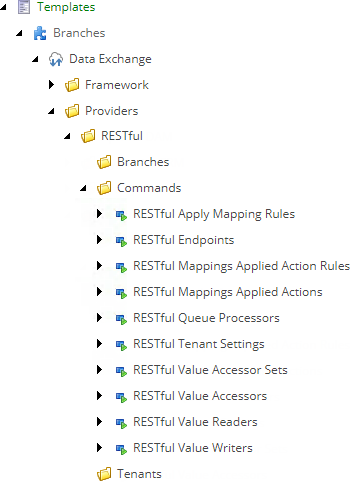 Templates
Branches
Data Exchange
Framework
Providers
RESTful
Branches
Commands
RESTful Apply Mapping Rules
RESTful Endpoints
RESTful Mappings Applied Action Rules
RESTful Mappings Applied Actions
RESTful Queue Processors
RESTful Tenant Settings
RESTful Value Accessor Sets
RESTful Value Accessors
RESTful Value Readers
RESTful Value Writers
Tenants